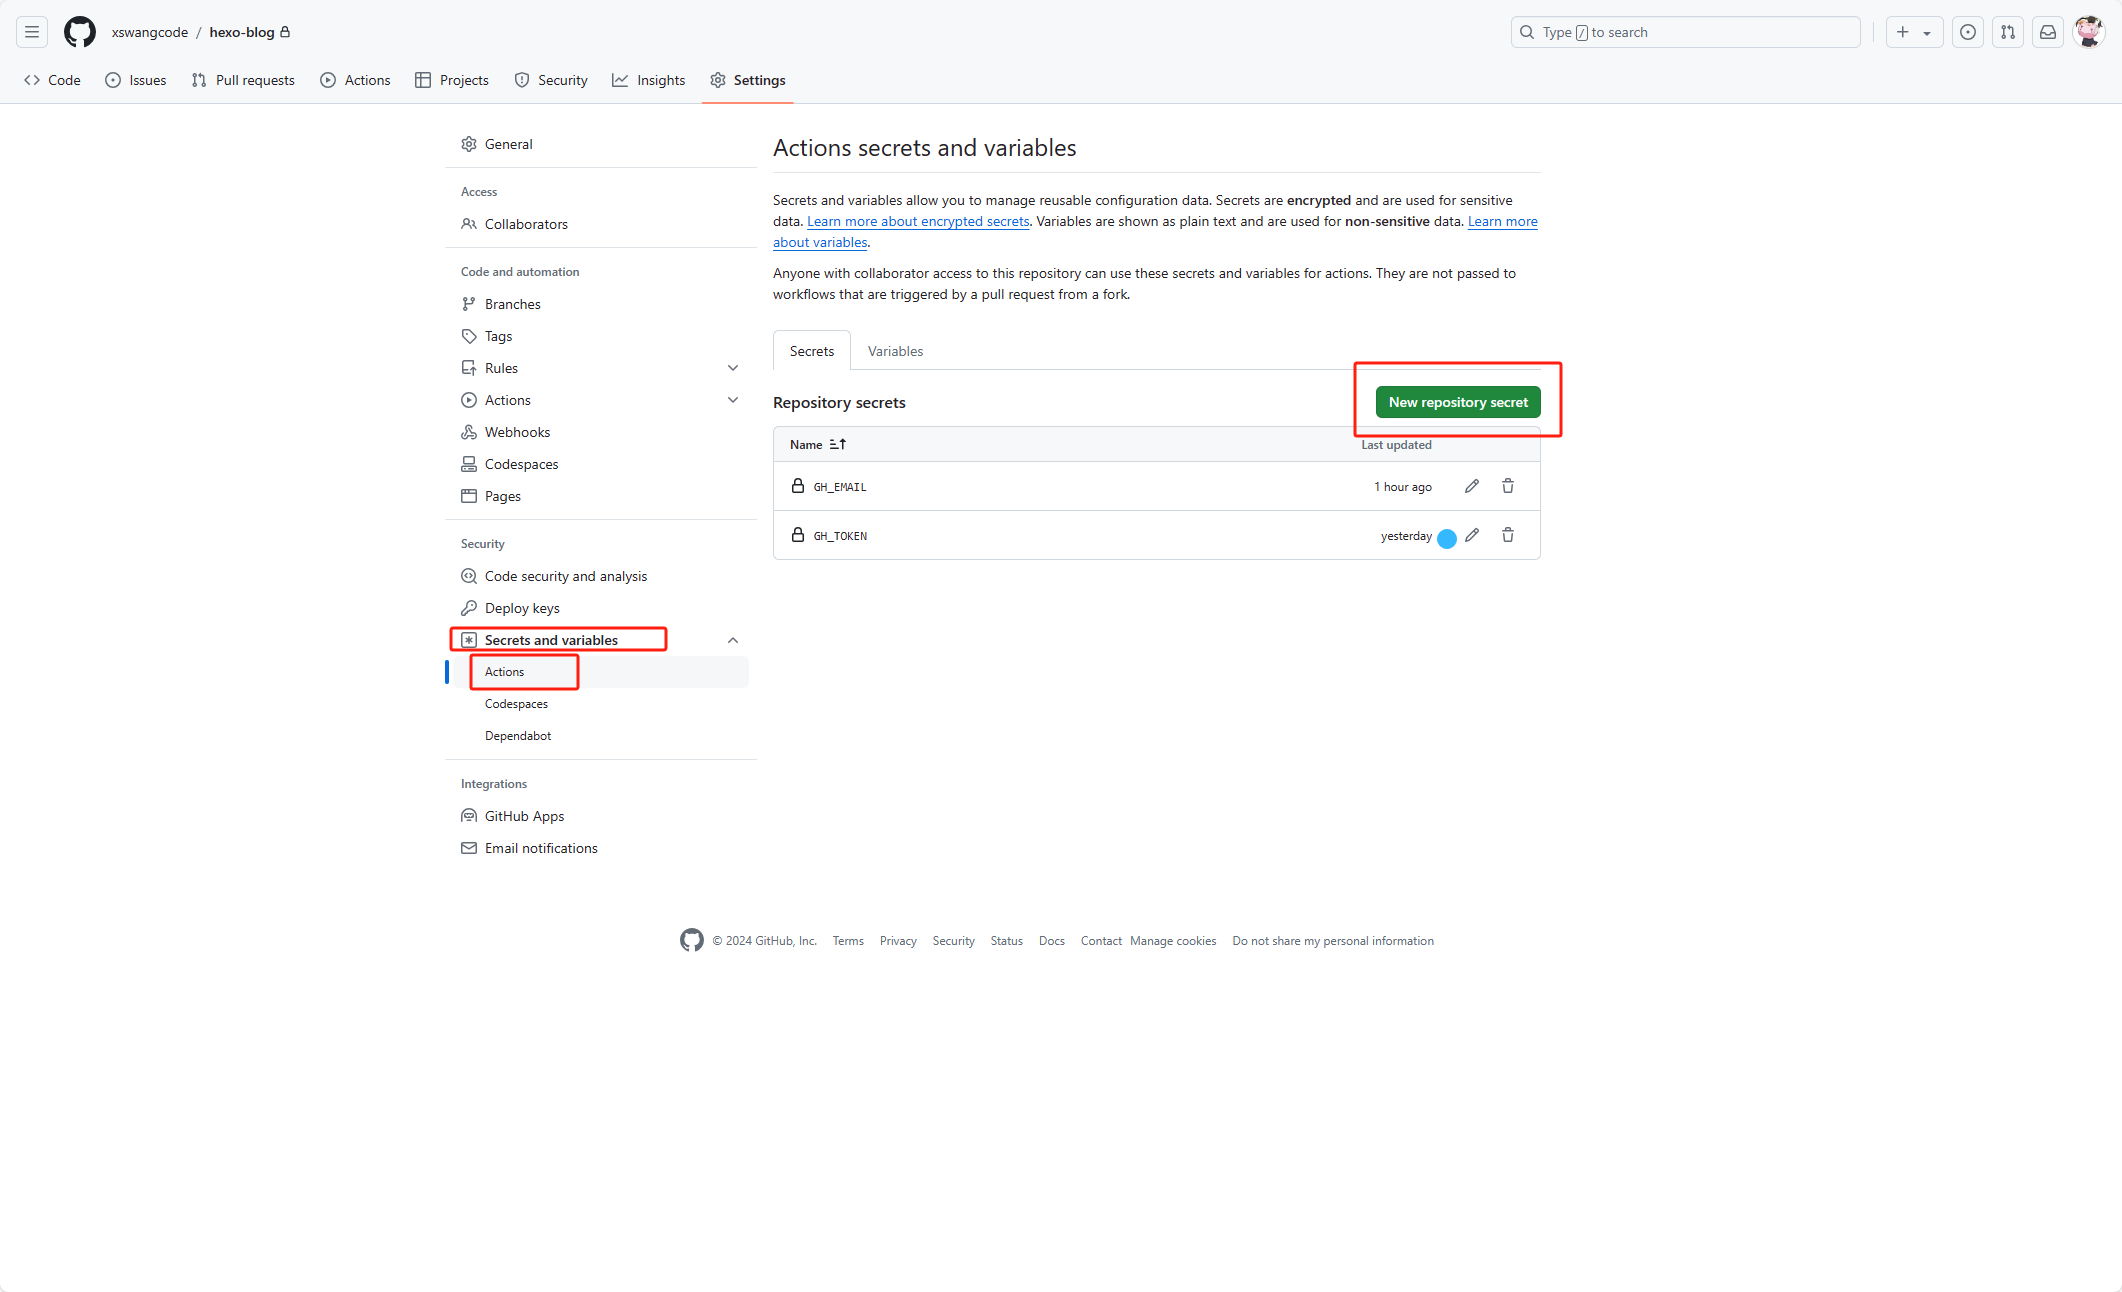 xswangcode / hexo-blog
Type / to search
Code
Issues
Pull requests
Actions
Projects
Security
Insights
Settings
General
Access
Collaborators
Code and automation
Branches
Tags
Rules
Actions
Webhooks
Codespaces
Pages
Security
Code security and analysis
Deploy keys
Secrets and variables
Actions
Codespaces
Dependabot
Integrations
GitHub Apps
Email notifications
Actions secrets and variables
Secrets and variables allow you to manage reusable configuration data. Secrets are encrypted and are used for sensitive
data. Learn more about encrypted secrets. Variables are shown as plain text and are used for non-sensitive data. Learn more
about variables.
Anyone with collaborator access to this repository can use these secrets and variables for actions. They are not passed to
workflows that are triggered by a pull request from a fork.
Secrets
Variables
Repository secrets
New repository secret
Name
Last updated
GH_EMAIL
1 hour ago
GH_TOKEN
yesterday
© 2024 GitHub, Inc.
Terms
Privacy
Security
Status
Docs
Contact
Manage cookies
Do not share my personal information